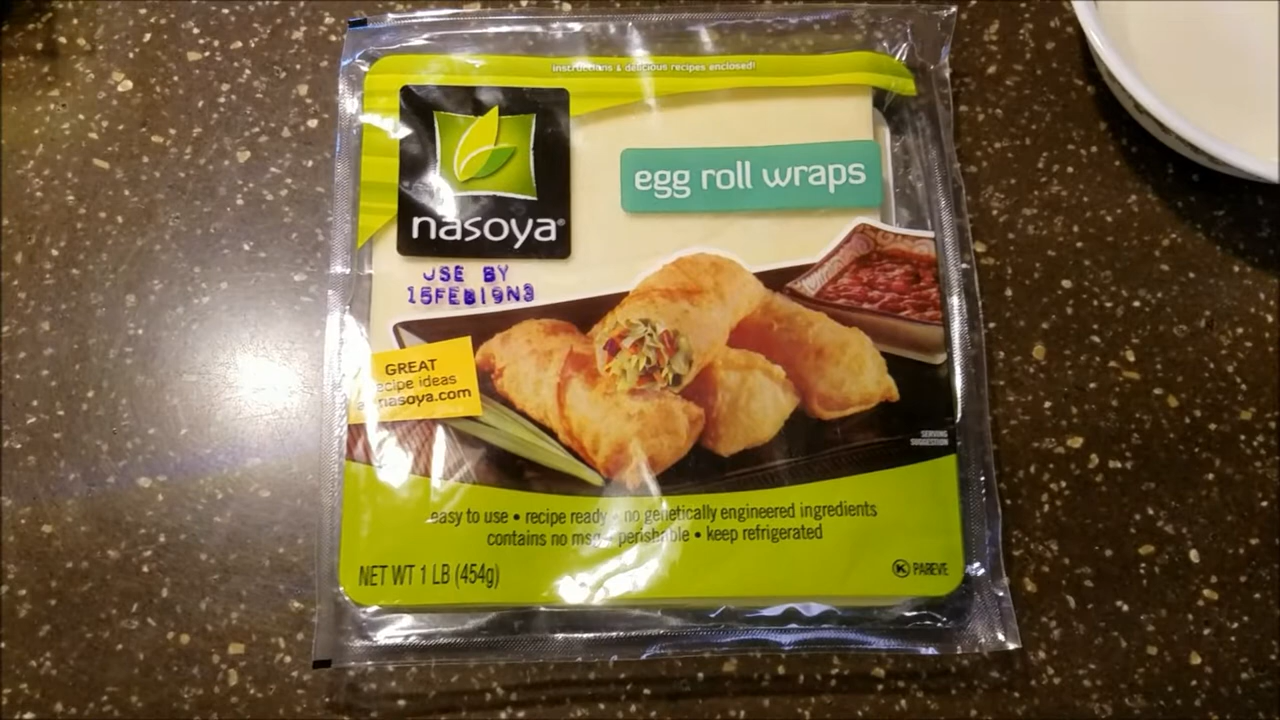 instructions & delicious recipes enclosed!
nasoya®
egg roll wraps
USE BY
15FEB19N3
GREAT
recipe ideas
at nasoya.com
SERVING
SUGGESTION
easy to use • recipe ready • no genetically engineered ingredients
contains no msg • perishable • keep refrigerated
NET WT 1 LB (454g)
K PAREVE